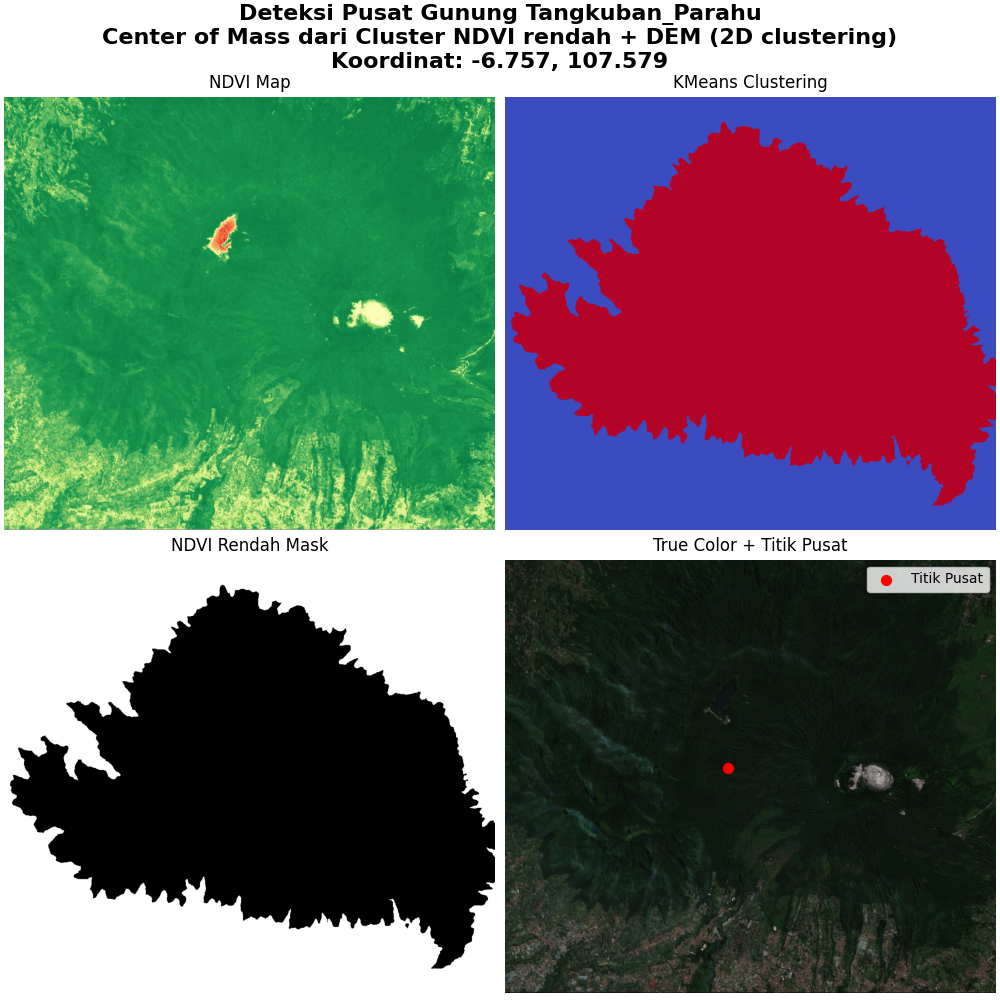 Deteksi Pusat Gunung Tangkuban_Parahu
Center of Mass dari Cluster NDVI rendah + DEM (2D clustering)
Koordinat: -6.757, 107.579
NDVI Map
KMeans Clustering
NDVI Rendah Mask
True Color + Titik Pusat
Titik Pusat